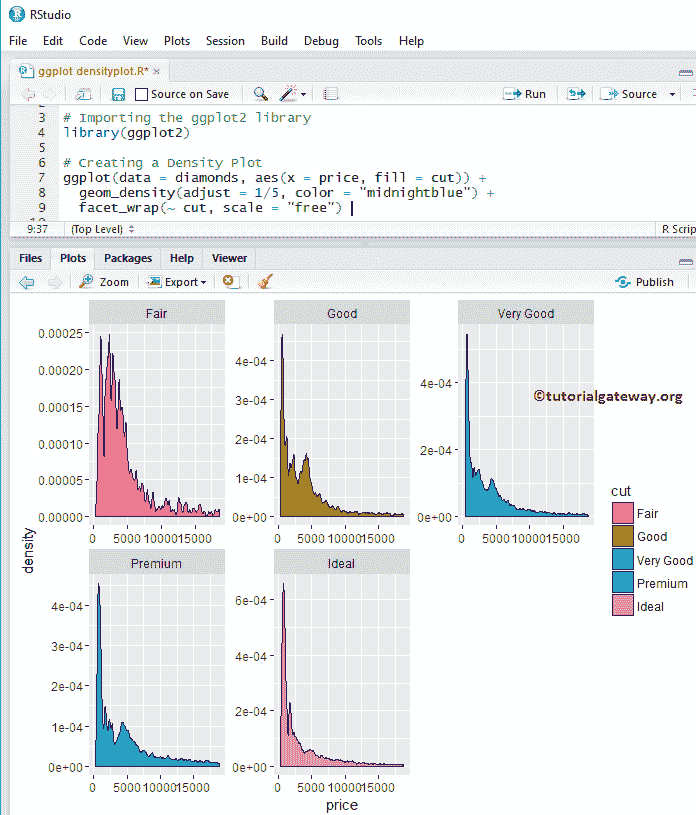 RStudio
File Edit Code View Plots Session Build Debug Tools Help
ggplot densityplot.R*
Source on Save Run Source
3 # Importing the ggplot2 library
4 library(ggplot2)
5
6 # Creating a Density Plot
7 ggplot(data = diamonds, aes(x = price, fill = cut)) +
8 geom_density(adjust = 1/5, color = "midnightblue") +
9 facet_wrap(~ cut, scale = "free")
9:37 (Top Level) R Scrip
Files Plots Packages Help Viewer
Zoom Export Publish
Fair Good Very Good
0.00025
0.00020
0.00015
0.00010
0.00005
0.00000
4e-04
3e-04
2e-04
1e-04
0e+00
4e-04
2e-04
0e+00
©tutorialgateway.org
0 5000 10000 15000
0 5000 10000 15000
0 5000 10000 15000
density
Premium Ideal
4e-04
3e-04
2e-04
1e-04
0e+00
6e-04
4e-04
2e-04
0e+00
0 5000 10000 15000
0 5000 10000 15000
price
cut
Fair
Good
Very Good
Premium
Ideal